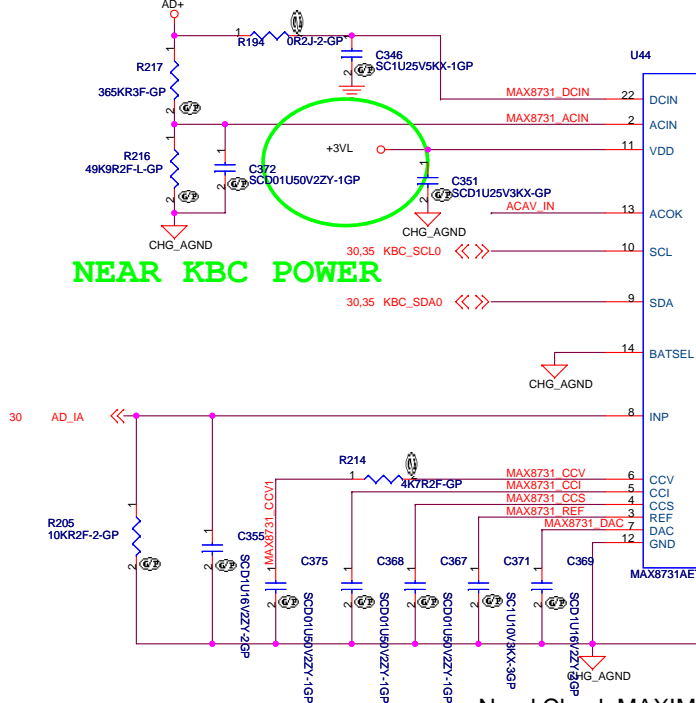 AD+
R194
0R2J-2-GP
C346
SC1U25V5KX-1GP
U44
R217
365KR3F-GP
MAX8731_DCIN
22
DCIN
MAX8731_ACIN
2
ACIN
+3VL
11
VDD
R216
49K9R2F-L-GP
C372
SCD01U50V2ZY-1GP
C351
SCD1U25V3KX-GP
ACAV_IN
13
ACOK
CHG_AGND
CHG_AGND
30,35 KBC_SCL0
10
SCL
NEAR KBC POWER
30,35 KBC_SDA0
9
SDA
14
BATSEL
CHG_AGND
30 AD_IA
8
INP
R214
4K7R2F-GP
MAX8731_CCV
6
CCV
MAX8731_CCI
5
CCI
MAX8731_CCS
4
CCS
MAX8731_REF
3
REF
MAX8731_DAC
7
DAC
12
GND
MAX8731_CCV1
R205
10KR2F-2-GP
C355
SCD1U16V2ZY-2GP
C375
SCD01U50V2ZY-1GP
C368
SCD01U50V2ZY-1GP
C367
SCD01U50V2ZY-1GP
C371
SC1U10V3KX-3GP
C369
SCD1U16V2ZY-2GP
MAX8731AE
CHG_AGND